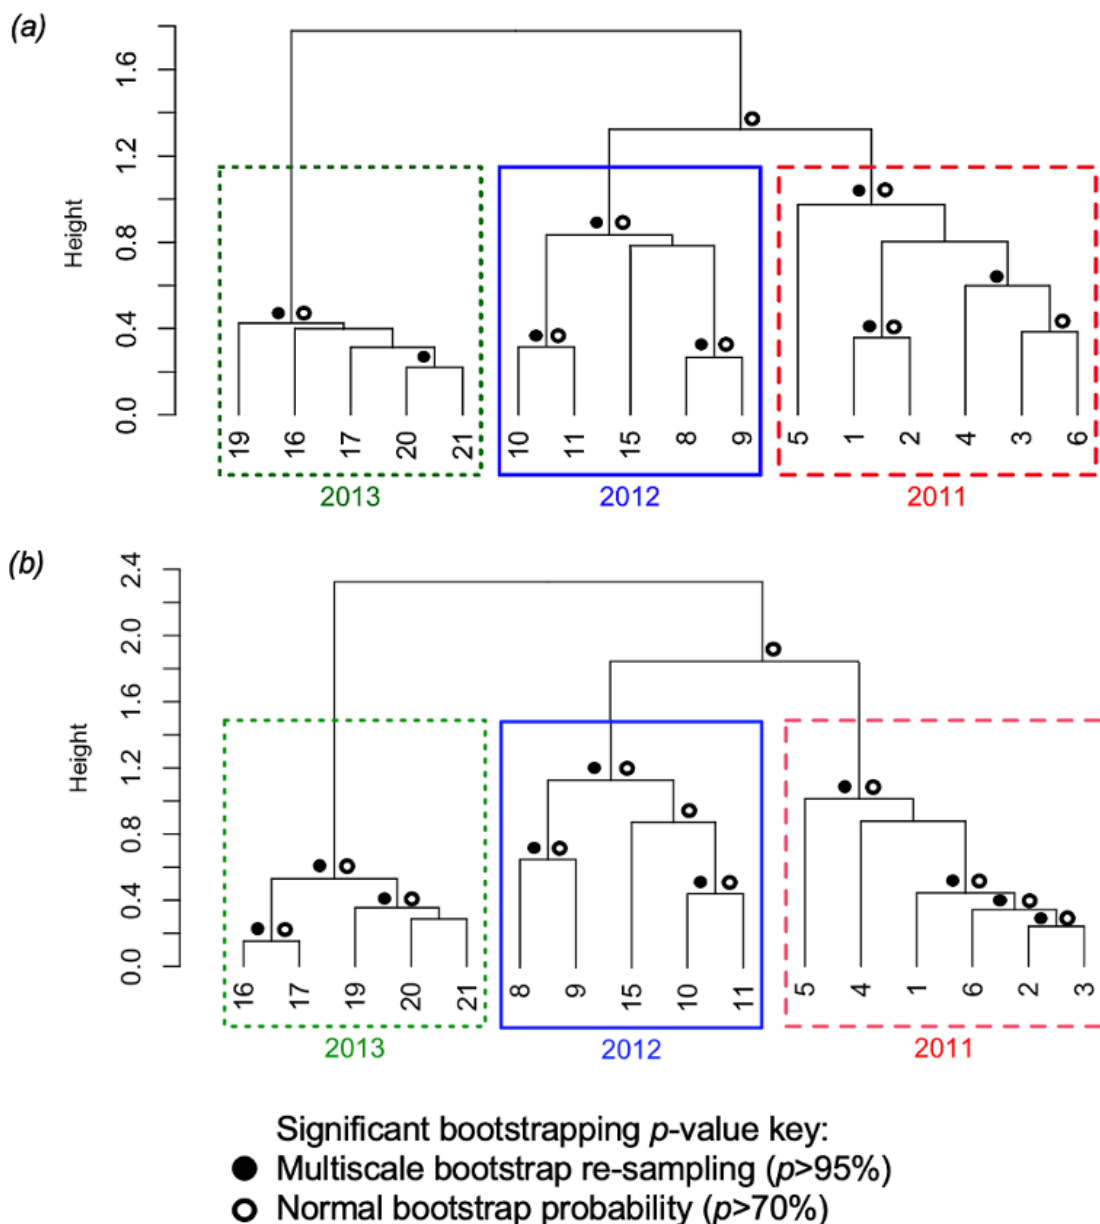 (a)
Height
1.6
1.2
0.8
0.4
0.0
19 16 17 20 21 10 11 15 8 9 5 1 2 4 3 6
2013 2012 2011
(b)
Height
2.4
2.0
1.6
1.2
0.8
0.4
0.0
16 17 19 20 21 8 9 15 10 11 5 4 1 6 2 3
2013 2012 2011
Significant bootstrapping p-value key:
Multiscale bootstrap re-sampling (p>95%)
Normal bootstrap probability (p>70%)